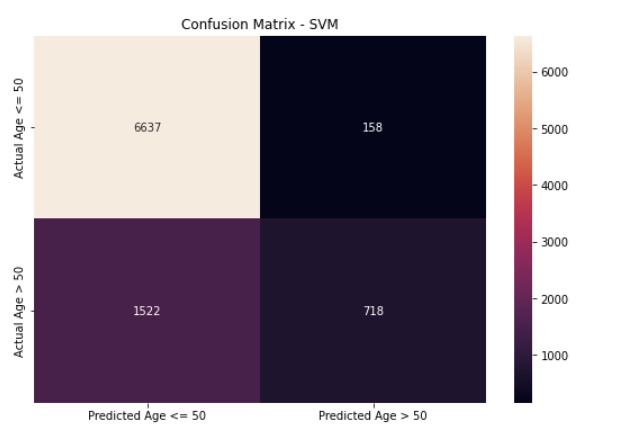 Confusion Matrix - SVM
Actual Age <= 50
6637
158
Actual Age > 50
1522
718
Predicted Age <= 50
Predicted Age > 50
6000
5000
4000
3000
2000
1000